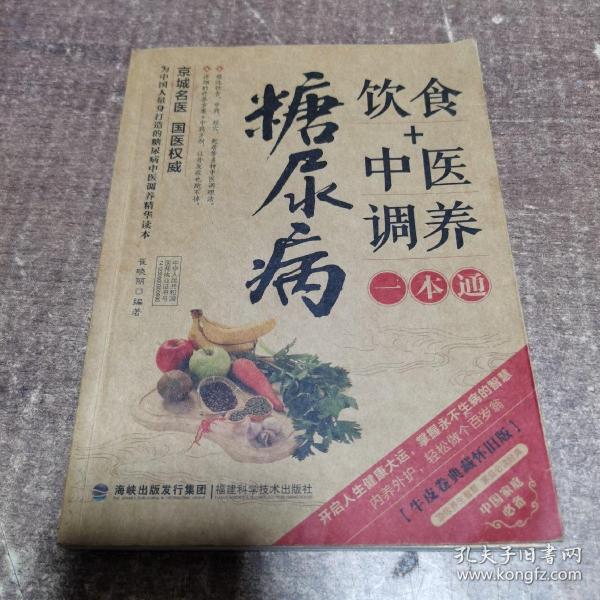 饮食
+
中医
调养
一本通
糖尿病
京城名医 国医权威
为中国人量身打造的糖尿病中医调养精华读本
崔晓丽 编著
海峡出版发行集团 | 福建科学技术出版社
开启人生健康大运，掌握永不生病的智慧
内养外护，轻松做个百岁翁
【牛皮卷典藏怀旧版】
中国家庭
必备
孔夫子旧书网
www.kongfz.com